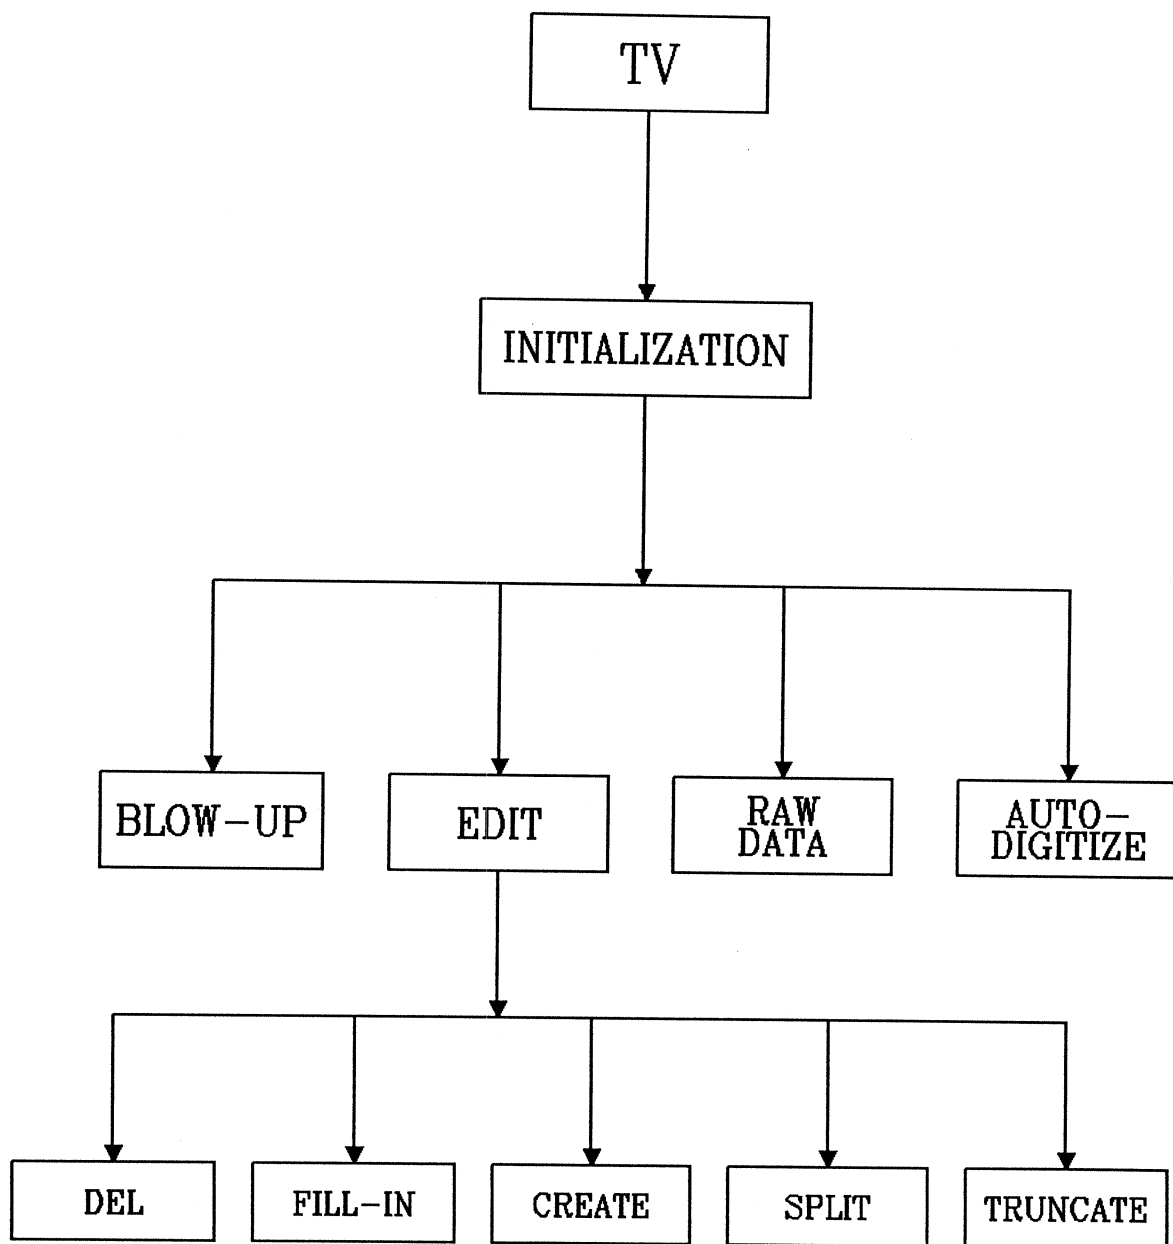 TV
INITIALIZATION
BLOW-UP
EDIT
RAW
DATA
AUTO-
DIGITIZE
DEL
FILL-IN
CREATE
SPLIT
TRUNCATE